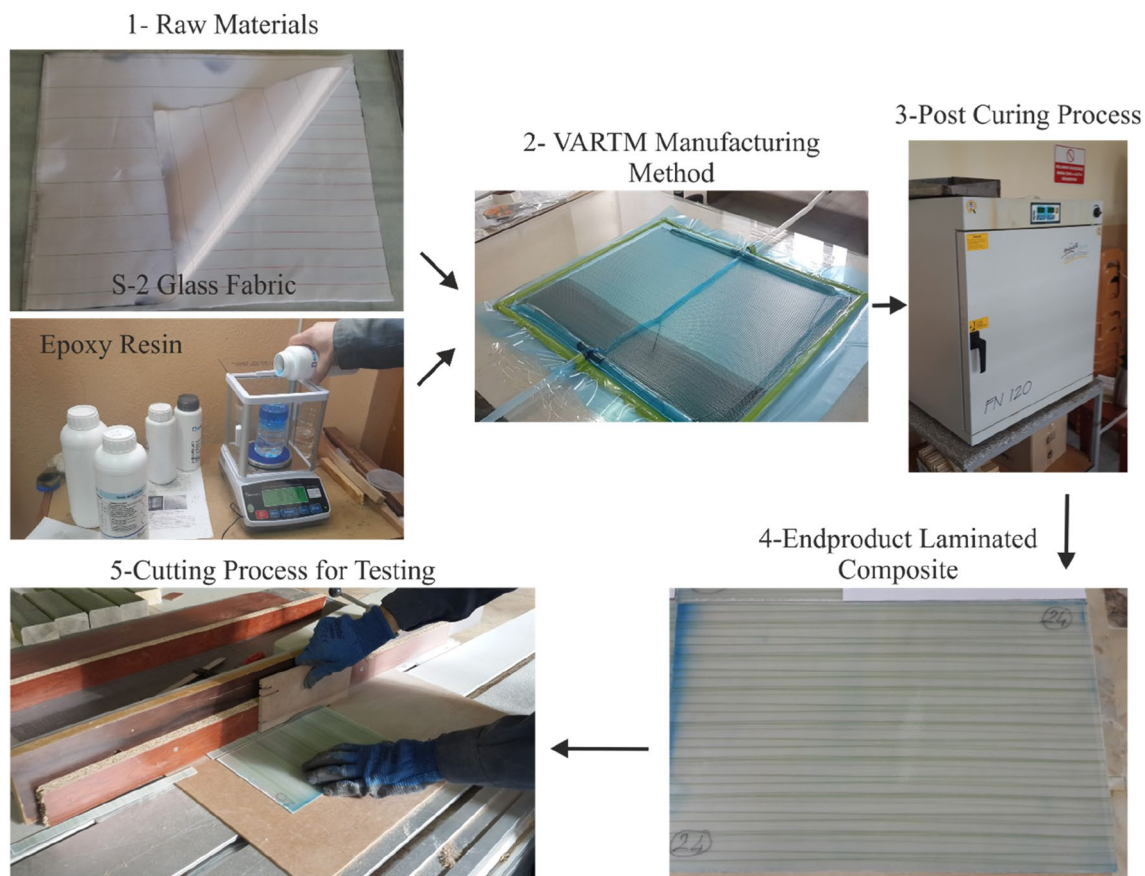 1- Raw Materials
S-2 Glass Fabric
Epoxy Resin
2- VARTM Manufacturing
Method
3-Post Curing Process
FN 120
4-Endproduct Laminated
Composite
24
24
5-Cutting Process for Testing